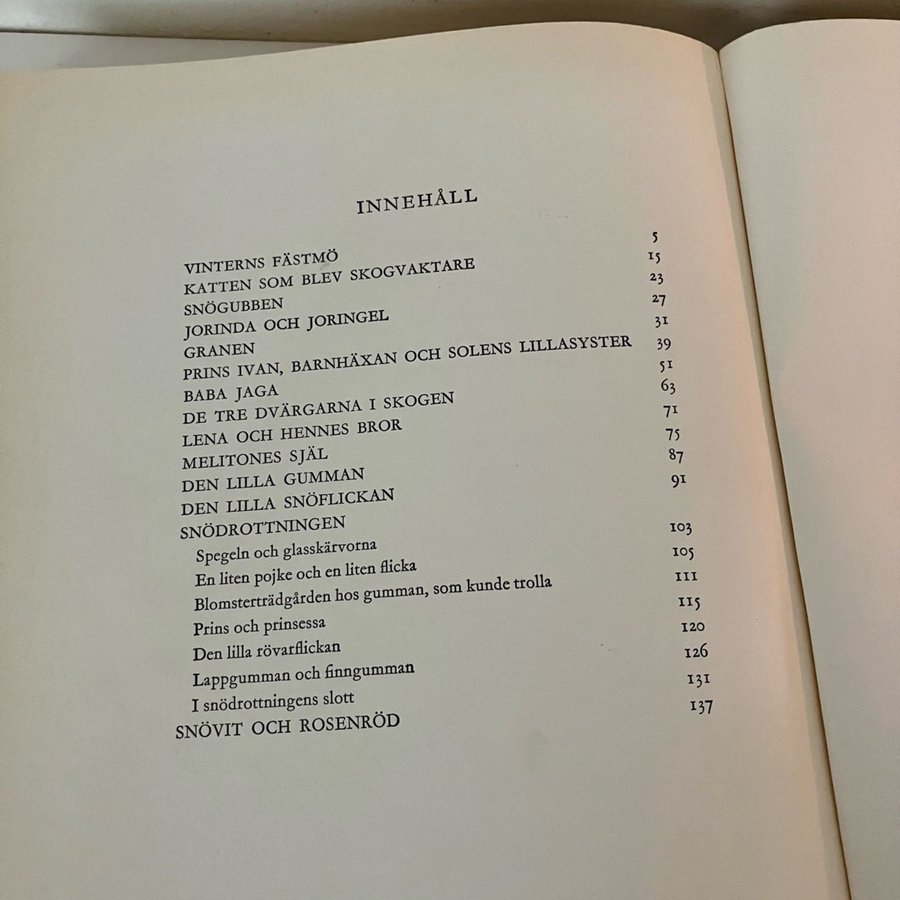 INNEHÅLL
VINTERNS FÄSTMÖ 5
KATTEN SOM BLEV SKOGVAKTARE 15
SNÖGUBBEN 23
JORINDA OCH JORINGEL 27
GRANEN 31
PRINS IVAN, BARNHÄXAN OCH SOLENS LILLASYSTER 39
BABA JAGA 51
DE TRE DVÄRGARNA I SKOGEN 63
LENA OCH HENNES BROR 71
MELITONES SJÄL 75
DEN LILLA GUMMAN 87
DEN LILLA SNÖFLICKAN 91
SNÖDROTTNINGEN
Spegeln och glasskärvorna 103
En liten pojke och en liten flicka 105
Blomsterträdgården hos gumman, som kunde trolla 111
Prins och prinsessa 115
Den lilla rövarflickan 120
Lappgumman och finngumman 126
I snödrottningens slott 131
SNÖVIT OCH ROSENRÖD 137